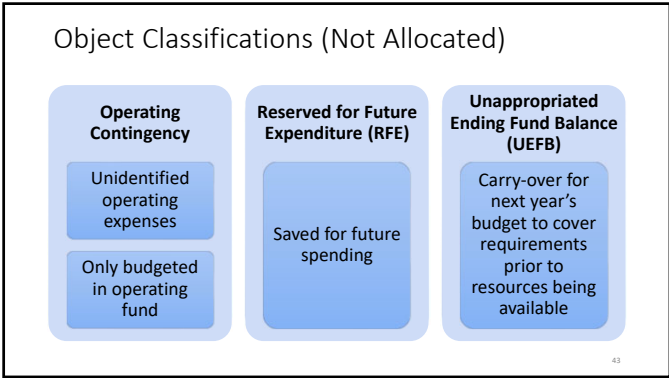 Object Classifications (Not Allocated)
Operating
Contingency
Unidentified
operating
expenses
Only budgeted
in operating
fund
Reserved for Future
Expenditure (RFE)
Saved for future
spending
Unappropriated
Ending Fund Balance
(UEFB)
Carry-over for
next year’s
budget to cover
requirements
prior to
resources being
available
43